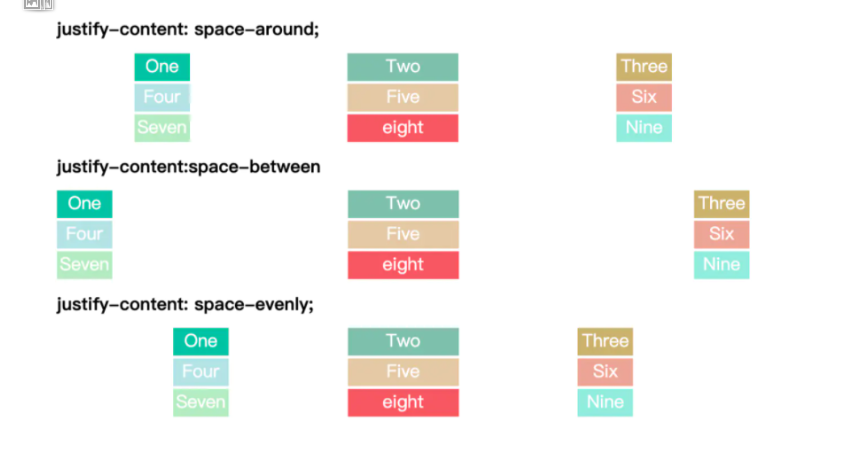 justify-content: space-around;
One Two Three
Four Five Six
Seven eight Nine
justify-content:space-between
One Two Three
Four Five Six
Seven eight Nine
justify-content: space-evenly;
One Two Three
Four Five Six
Seven eight Nine